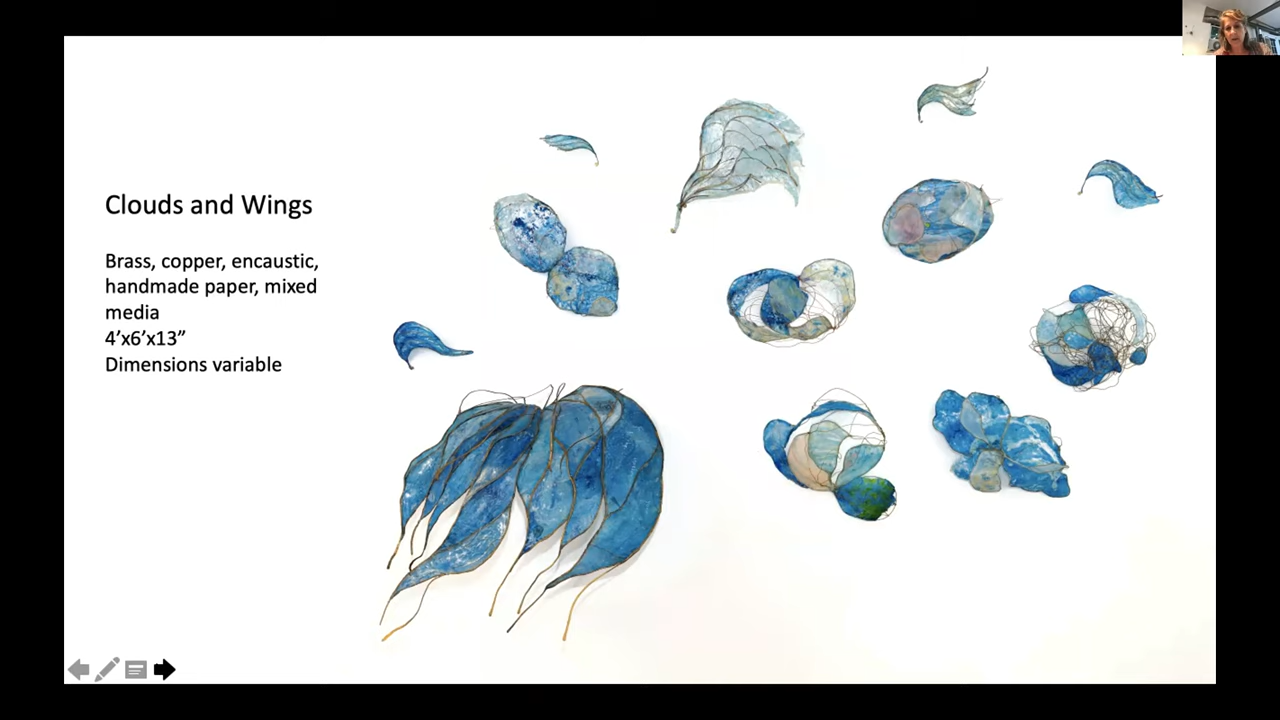 Clouds and Wings
Brass, copper, encaustic,
handmade paper, mixed
media
4’x6’x13”
Dimensions variable